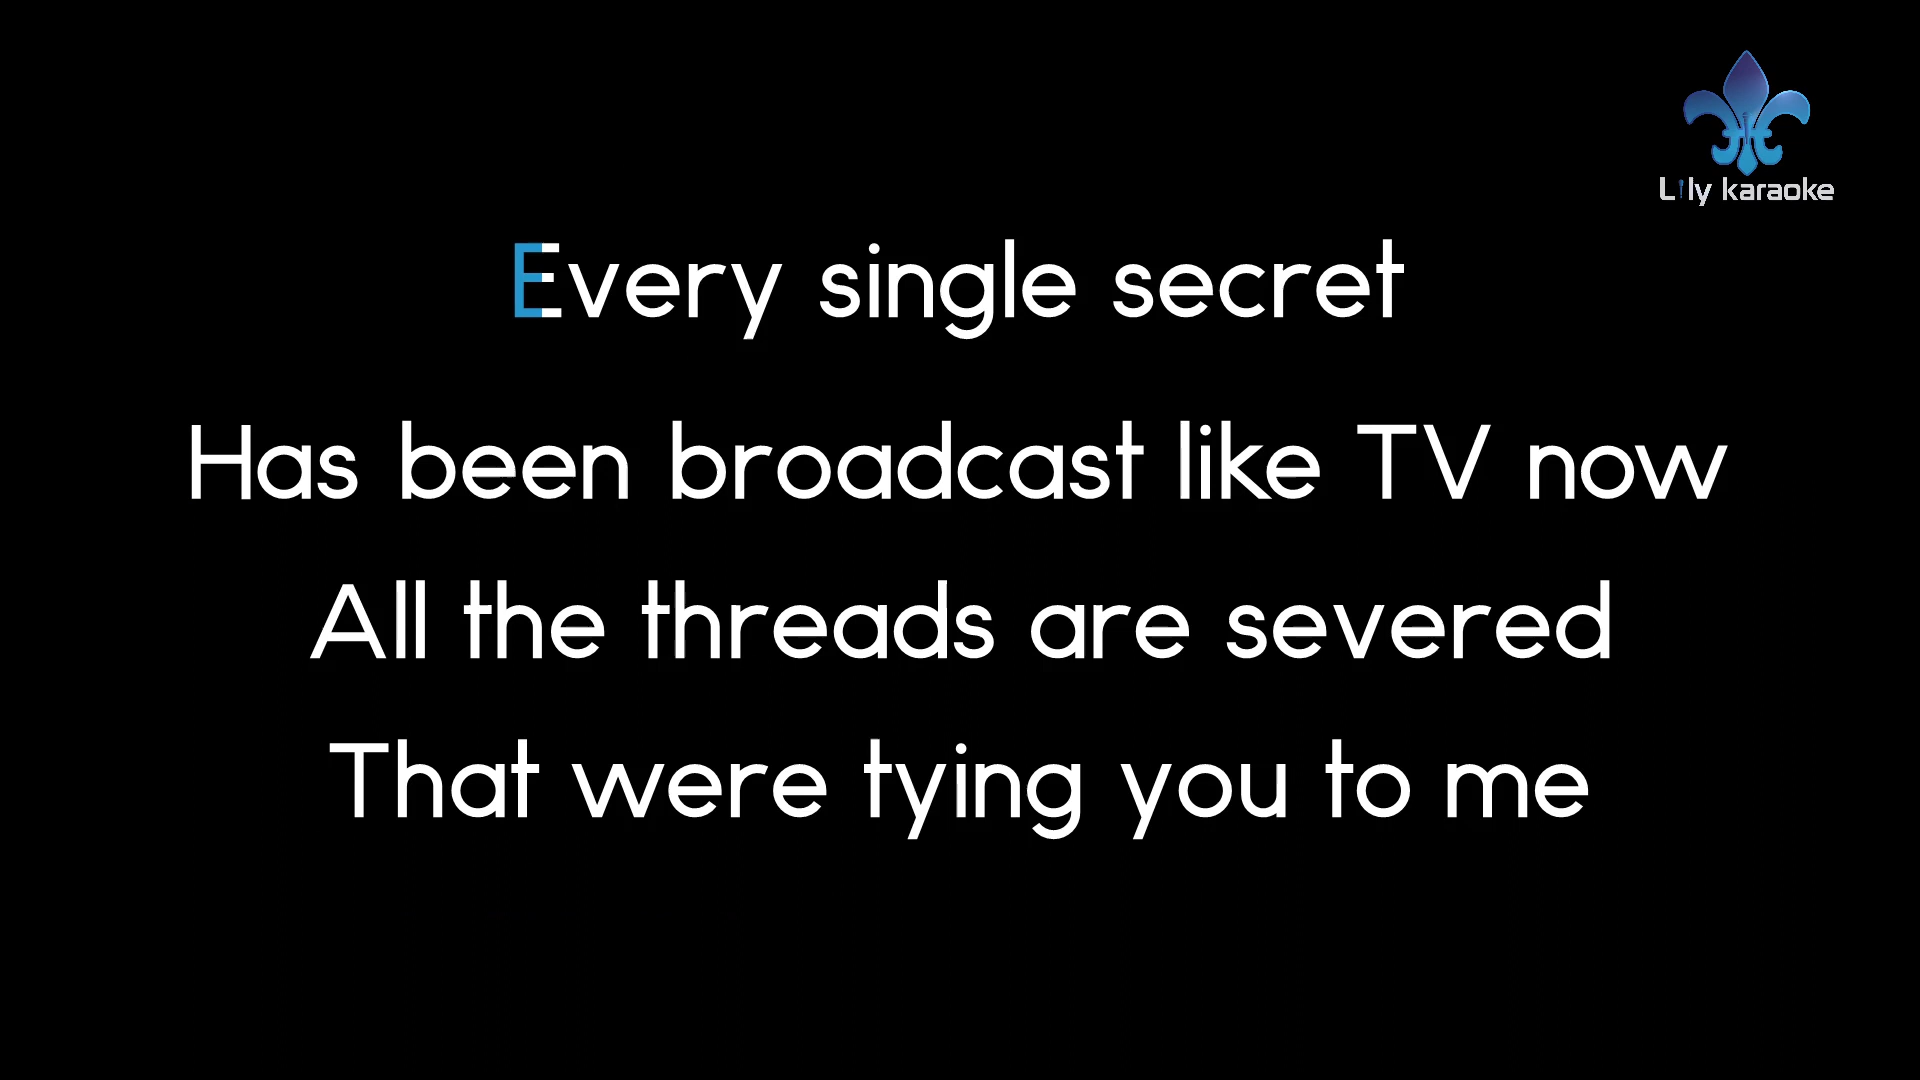 Lily karaoke
Every single secret
Has been broadcast like TV now
All the threads are severed
That were tying you to me